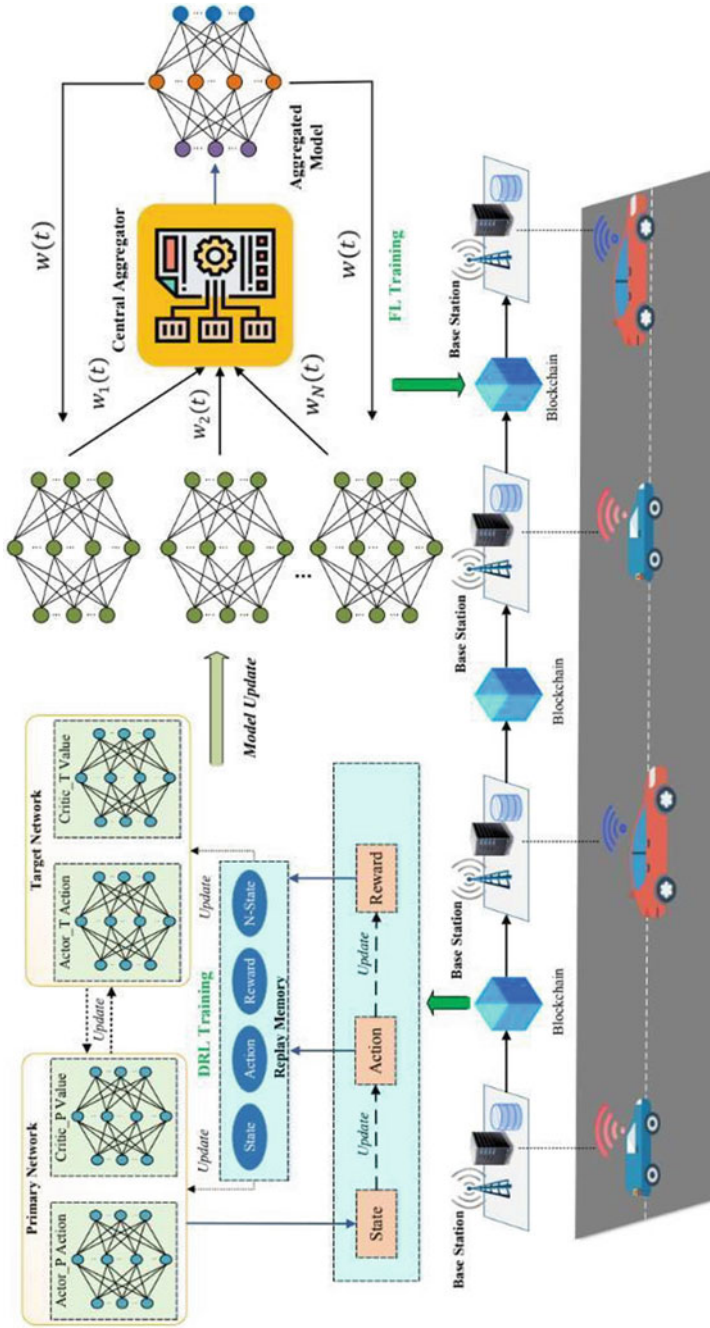 Primary Network
Actor_P Action
Critic_P Value
Update
Target Network
Actor_T Action
Critic_T Value
Update
DRL Training
Update
State
Action
Reward
N-State
Replay Memory
State
Update
Action
Update
Reward
Model Update
...
w(t)
w₁(t)
w₂(t)
w_N(t)
w(t)
Central Aggregator
Aggregated
Model
FL Training
Base Station
Blockchain
Base Station
Blockchain
Base Station
Blockchain
Base Station